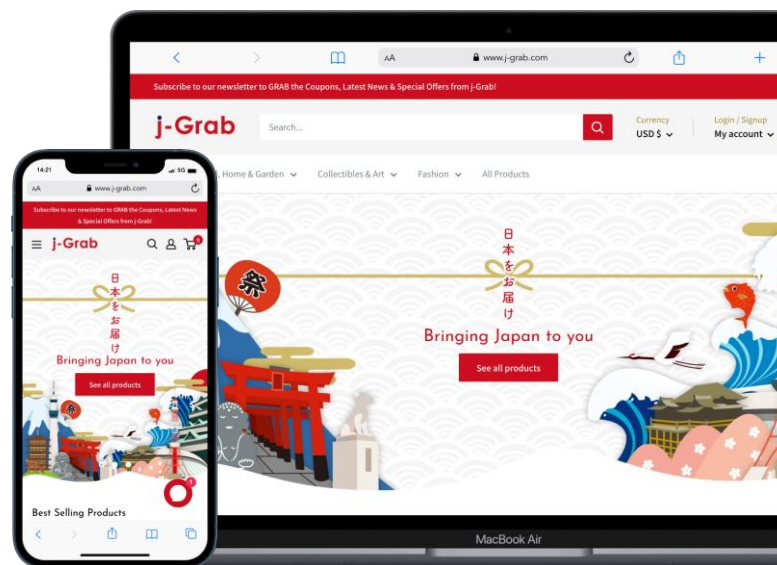 AA
www.j-grab.com
Subscribe to our newsletter to GRAB the Coupons, Latest News & Special Offers from j-Grab!
j-Grab
Search...
Currency
USD $
Login / Signup
My account
, Home & Garden
Collectibles & Art
Fashion
All Products
祭
日本をお届け
Bringing Japan to you
See all products
MacBook Air
14:21
5G
AA
www.j-grab.com
Subscribe to our newsletter to GRAB the Coupons, Latest News
& Special Offers from j-Grab!
j-Grab
0
日本をお届け
Bringing Japan to you
See all products
祭
1
Best Selling Products